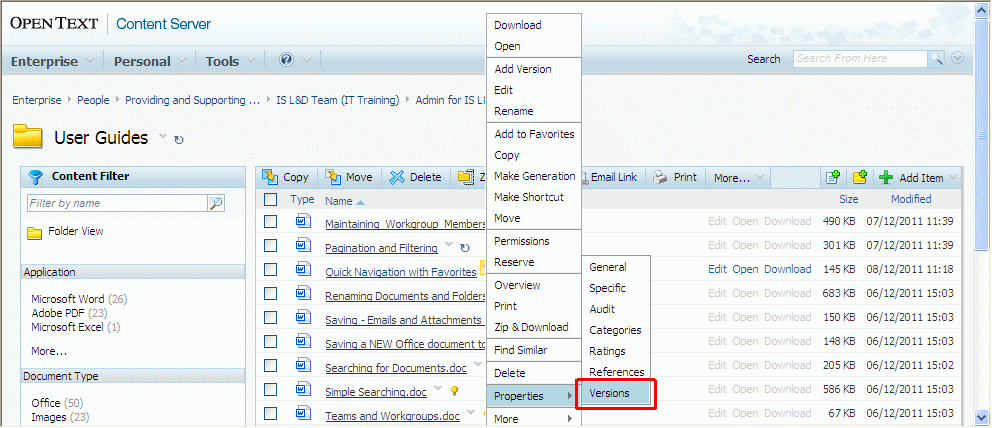 OPEN TEXT Content Server
Enterprise Personal Tools ? Search Search From Here
Enterprise People Providing and Supporting ... IS L&D Team (IT Training) Admin for IS L
User Guides
Content Filter
Filter by name
Folder View
Application
Microsoft Word (26)
Adobe PDF (23)
Microsoft Excel (1)
More...
Document Type
Office (50)
Images (23)
Copy Move Delete Z Email Link Print More... Add Item
Type Name Size Modified
Maintaining Workgroup Members Edit Open Download 490 KB 07/12/2011 11:39
Pagination and Filtering Edit Open Download 301 KB 07/12/2011 11:39
Quick Navigation with Favorites Edit Open Download 145 KB 08/12/2011 11:18
Renaming Documents and Folders Edit Open Download 683 KB 06/12/2011 15:03
Saving - Emails and Attachments Edit Open Download 150 KB 06/12/2011 15:03
Saving a NEW Office document to Edit Open Download 148 KB 06/12/2011 15:03
Searching for Documents.doc Edit Open Download 205 KB 06/12/2011 15:02
Simple Searching.doc Edit Open Download 586 KB 06/12/2011 15:03
Teams and Workgroups.doc Edit Open Download 67 KB 06/12/2011 15:03
Download
Open
Add Version
Edit
Rename
Add to Favorites
Copy
Make Generation
Make Shortcut
Move
Permissions
Reserve
Overview
Print
Zip & Download
Find Similar
Delete
Properties
More
General
Specific
Audit
Categories
Ratings
References
Versions